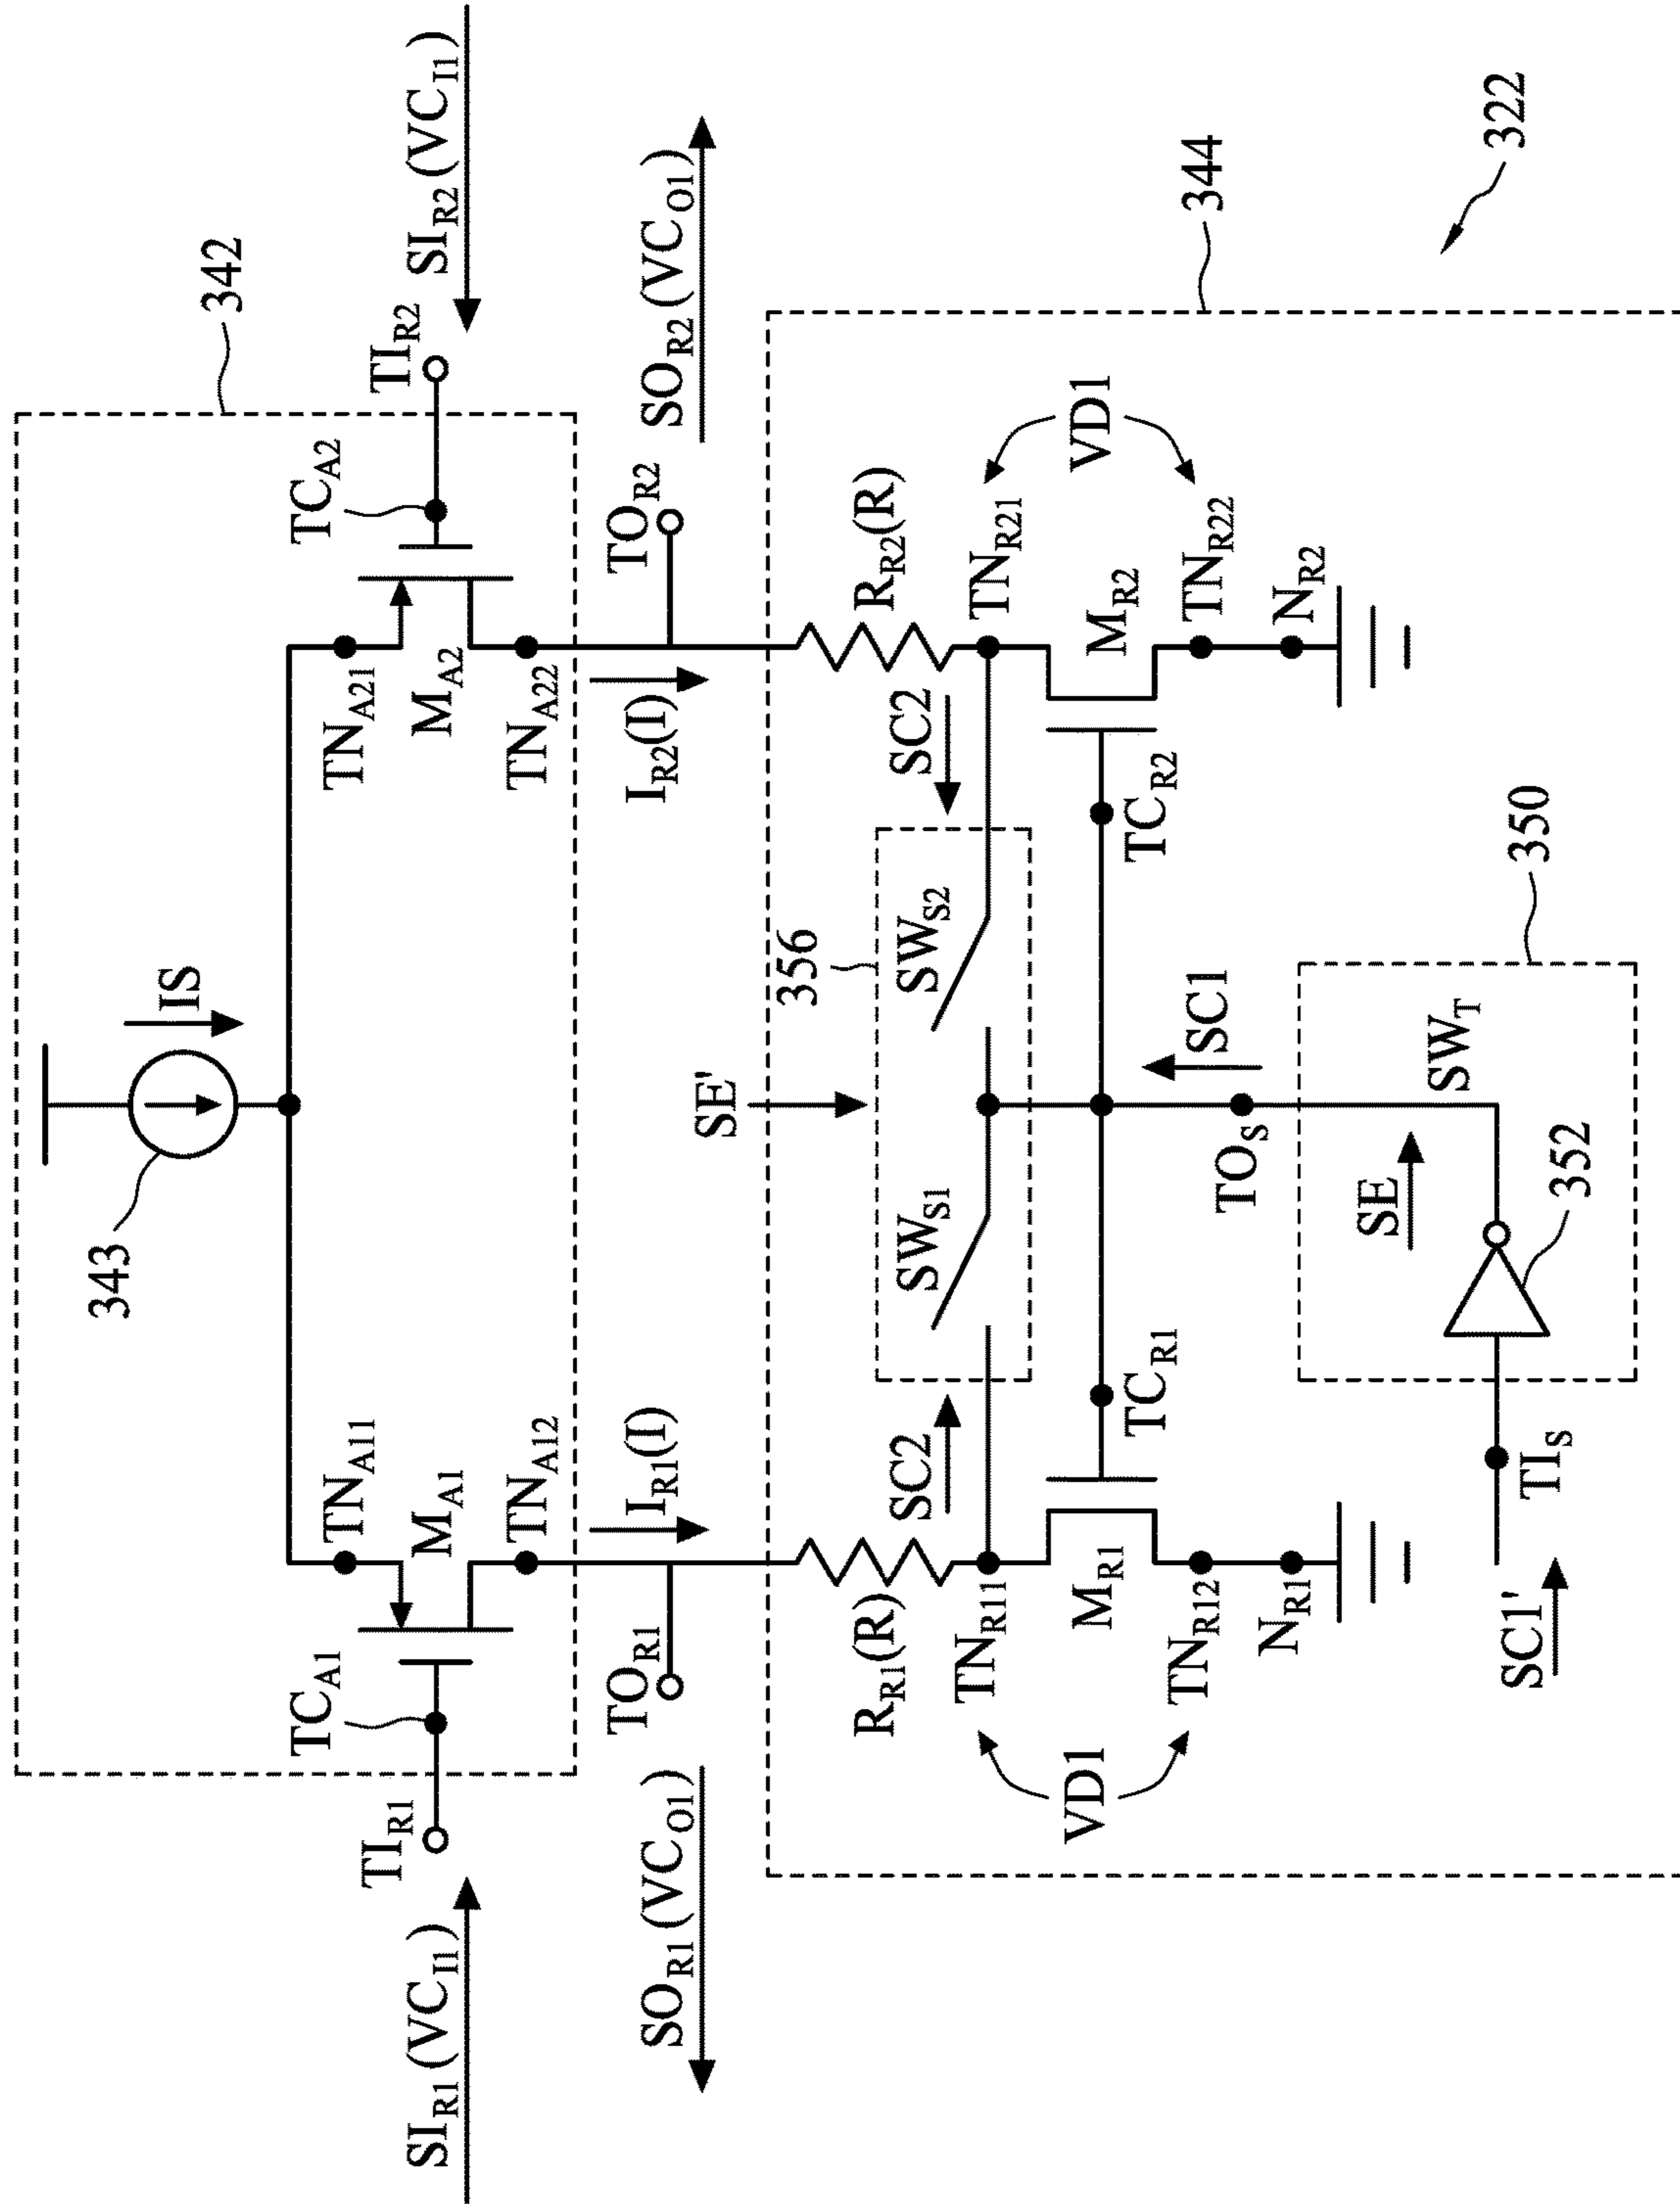 342
343
IS
TN_A11
TN_A21
TC_A1
TC_A2
M_A1
M_A2
TI_R1
TI_R2
SI_R1(VC_I1)
SI_R2(VC_I1)
TN_A12
TN_A22
I_R1(I)
I_R2(I)
TO_R1
TO_R2
SO_R1(VC_O1)
SO_R2(VC_O1)
344
322
SE'
356
R_R1(R)
R_R2(R)
SC2
SC2
SW_S1
SW_S2
TN_R11
TN_R21
VD1
VD1
M_R1
M_R2
TC_R1
TC_R2
TN_R12
TN_R22
N_R1
N_R2
SC1
TO_S
350
SE
SW_T
352
TI_S
SC1'